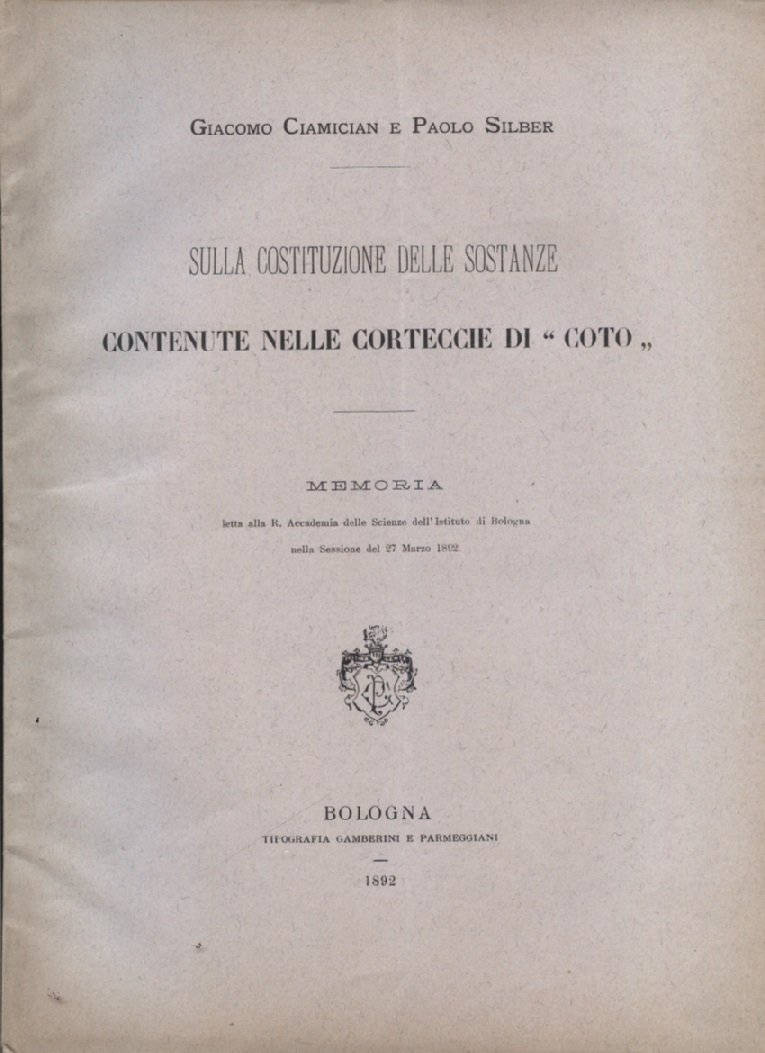 Giacomo Ciamician e Paolo Silber
SULLA COSTITUZIONE DELLE SOSTANZE
CONTENUTE NELLE CORTECCIE DI “ COTO „
MEMORIA
letta alla R. Accademia delle Scienze dell'Istituto di Bologna
nella Sessione del 27 Marzo 1892.
BOLOGNA
TIPOGRAFIA GAMBERINI E PARMEGGIANI
1892